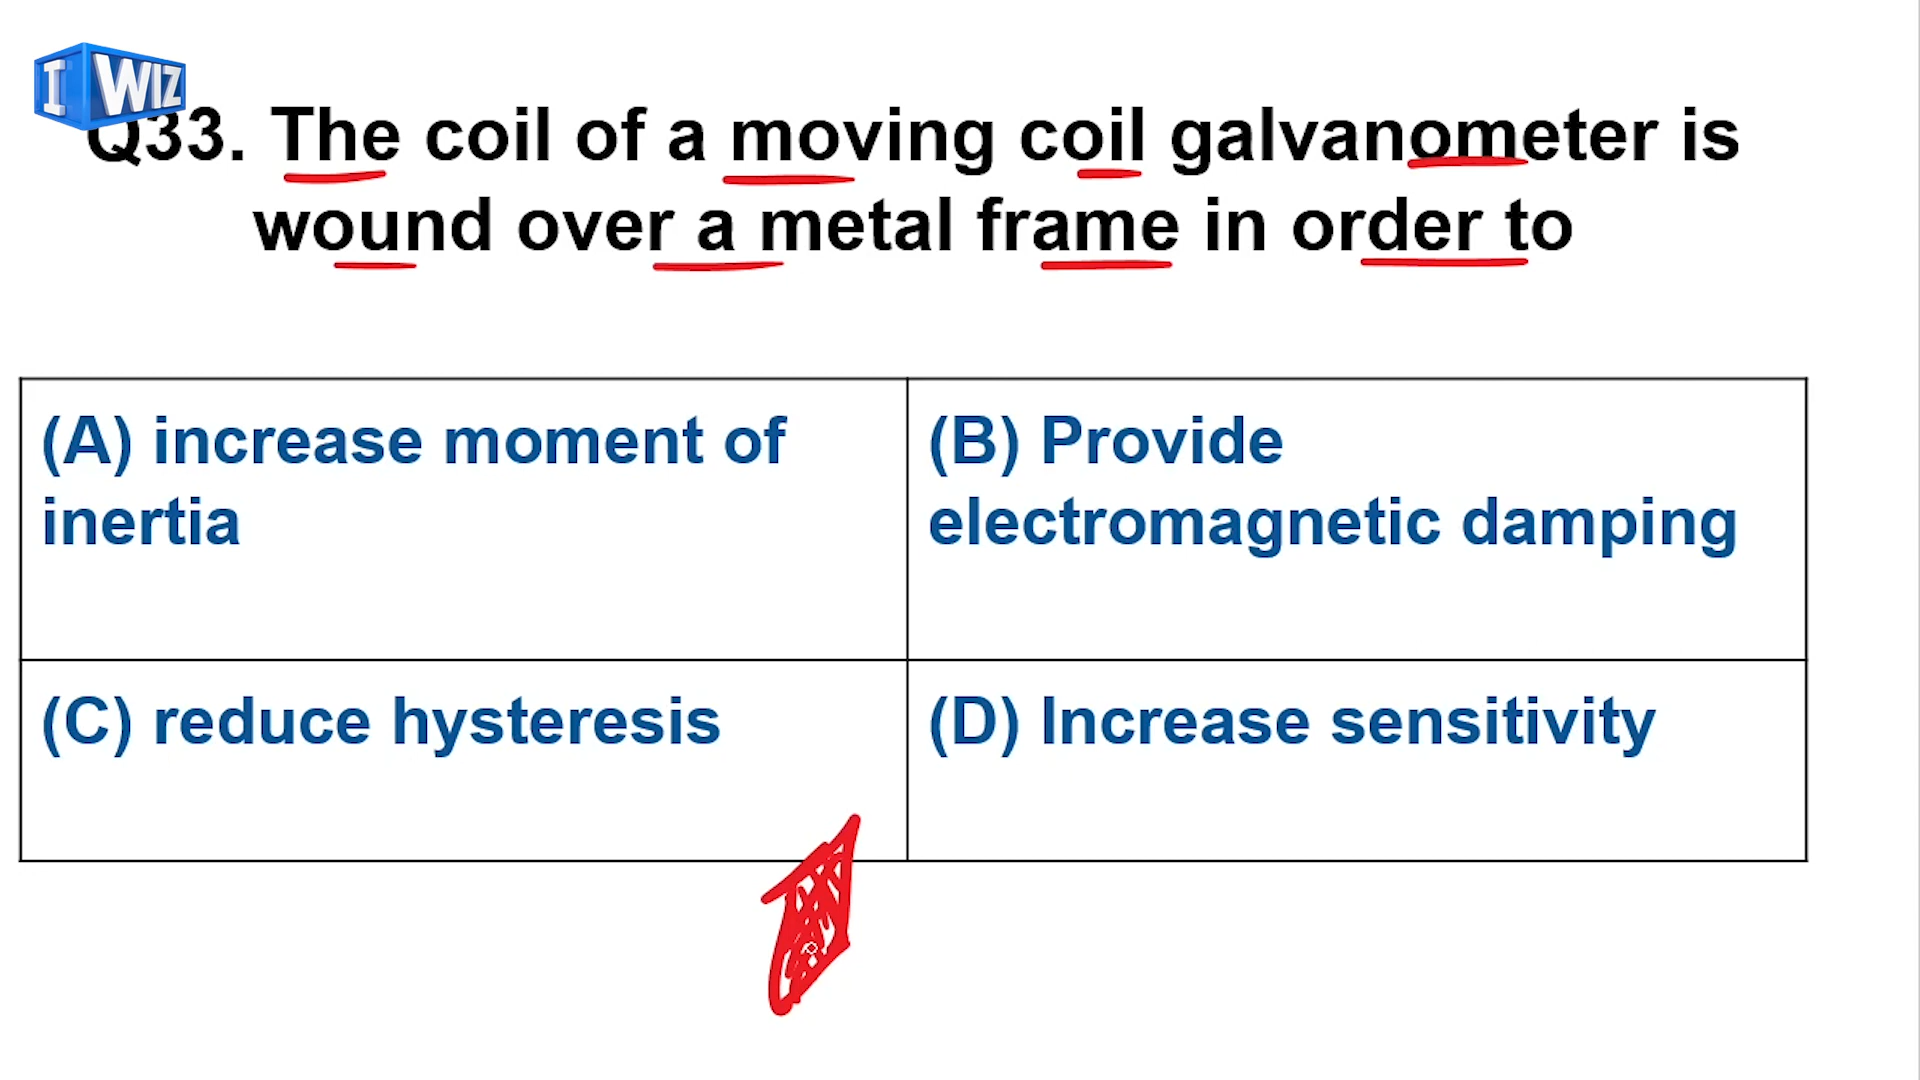 I WIZ
Q33. The coil of a moving coil galvanometer is
wound over a metal frame in order to
(A) increase moment of
inertia
(B) Provide
electromagnetic damping
(C) reduce hysteresis
(D) Increase sensitivity